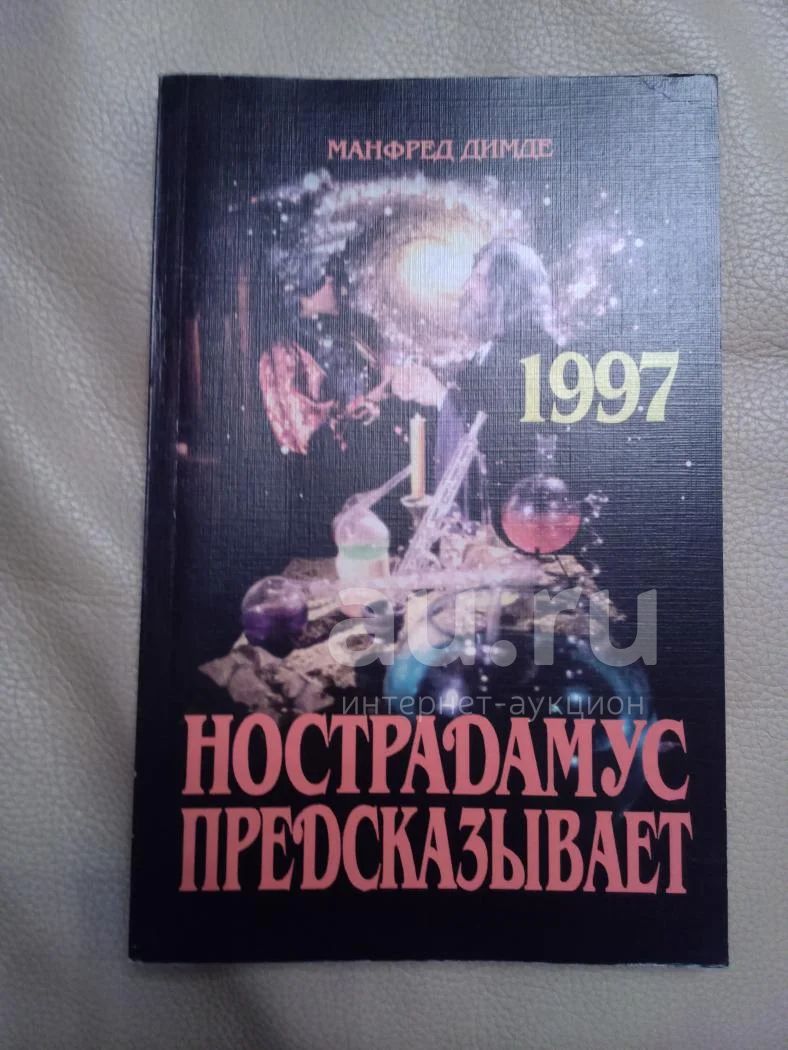 МАНФРЕД ДИМДЕ
1997
au.ru
интернет-аукцион
НОСТРАДАМУС
ПРЕДСКАЗЫВАЕТ